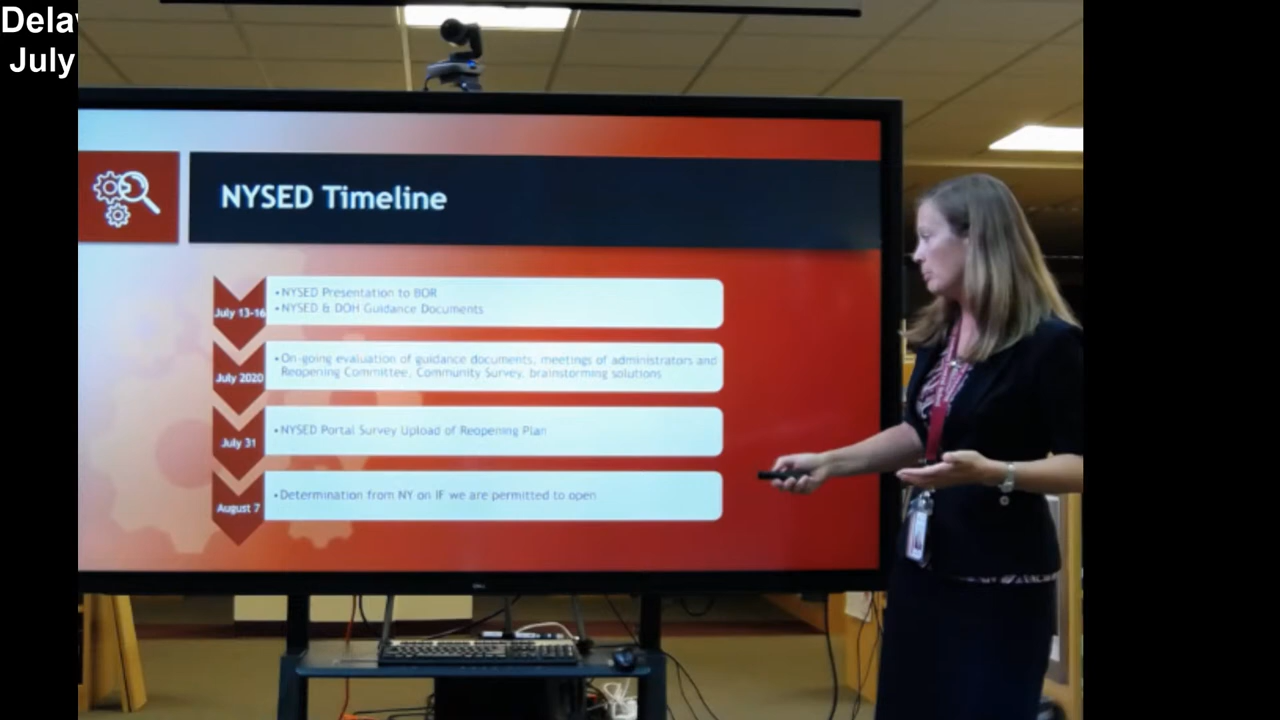 Dela
July
NYSED Timeline
July 13-16
•NYSED Presentation to BOR
•NYSED & DOH Guidance Documents
July 2020
•On-going evaluation of guidance documents, meetings of administrators and
Reopening Committee, Community Survey, brainstorming solutions
July 31
•NYSED Portal Survey Upload of Reopening Plan
August 7
•Determination from NY on IF we are permitted to open
DELL